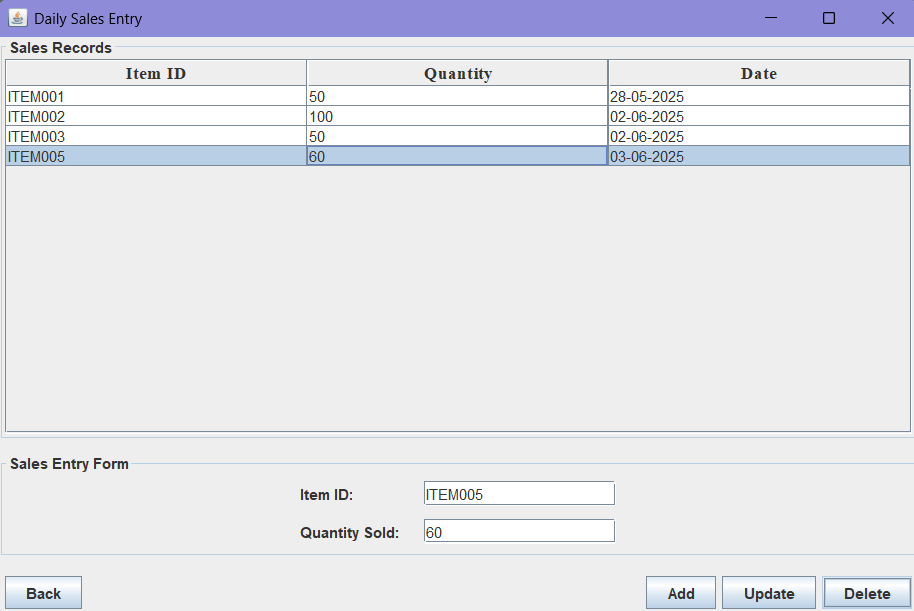 Daily Sales Entry
Sales Records
Item ID Quantity Date
ITEM001 50 28-05-2025
ITEM002 100 02-06-2025
ITEM003 50 02-06-2025
ITEM005 60 03-06-2025
Sales Entry Form
Item ID: ITEM005
Quantity Sold: 60
Back Add Update Delete